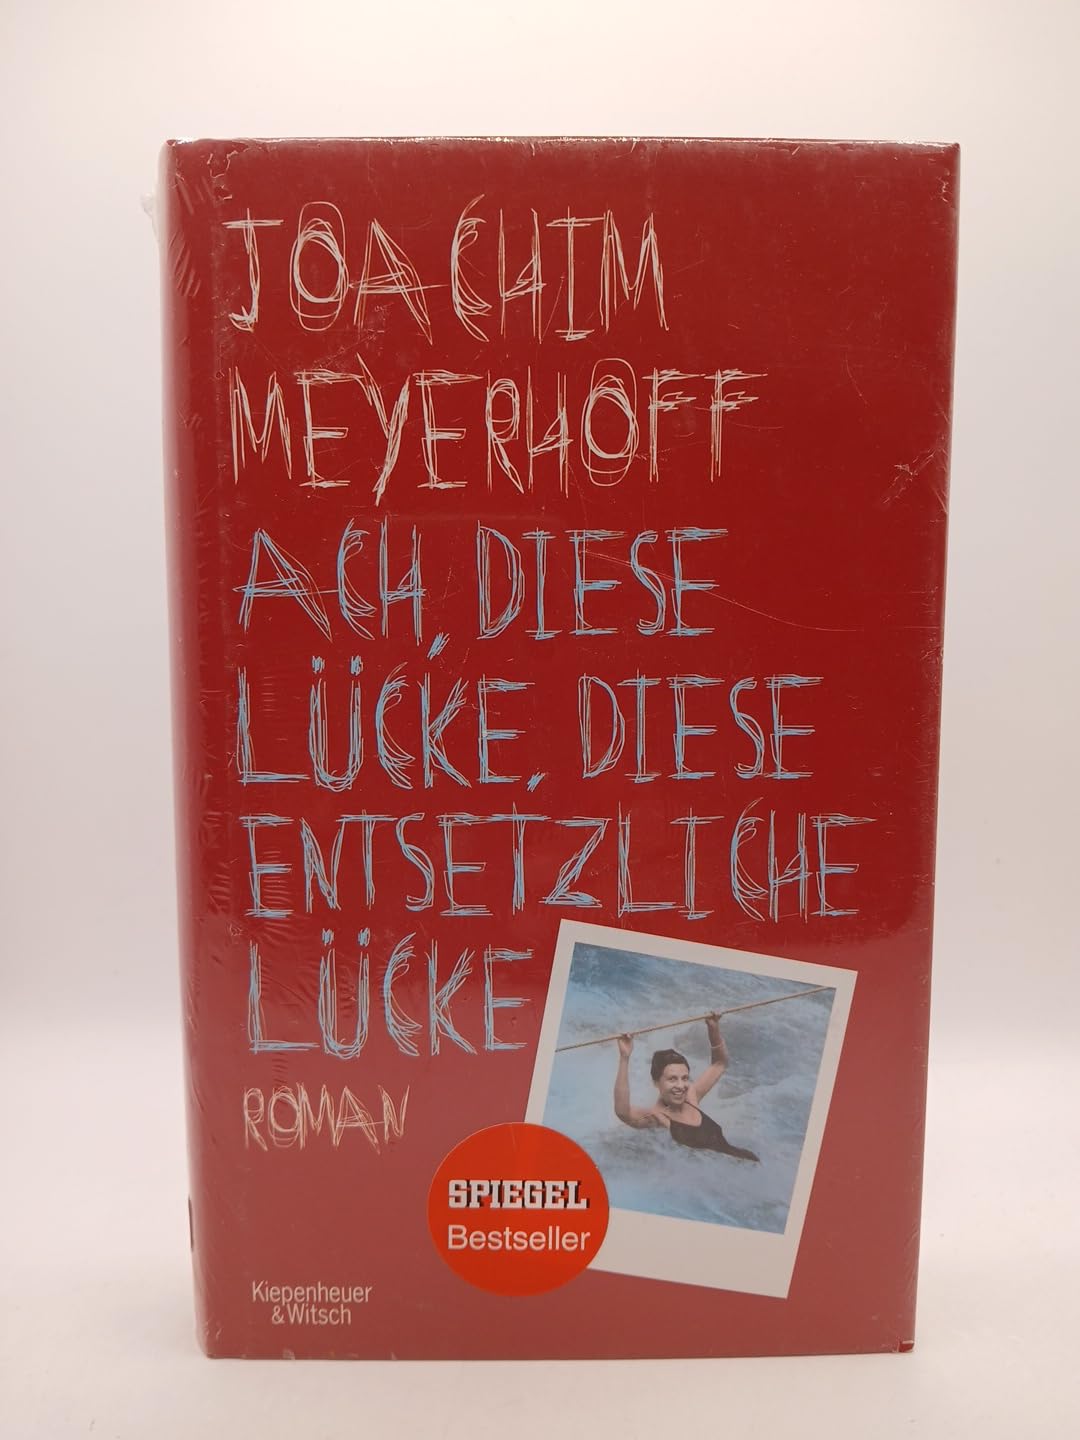 JOACHIM
MEYERHOFF
ACH, DIESE
LÜCKE, DIESE
ENTSETZLICHE
LÜCKE
ROMAN
SPIEGEL
Bestseller
Kiepenheuer
&Witsch